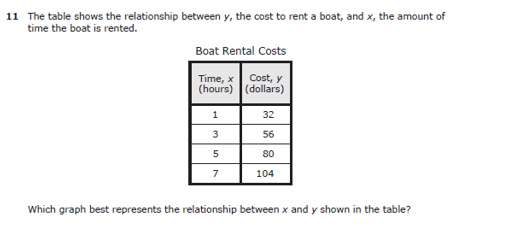 11 The table shows the relationship between y, the cost to rent a boat, and x, the amount of
time the boat is rented.
Boat Rental Costs
Time, x Cost, y
(hours) (dollars)
1 32
3 56
5 80
7 104
Which graph best represents the relationship between x and y shown in the table?